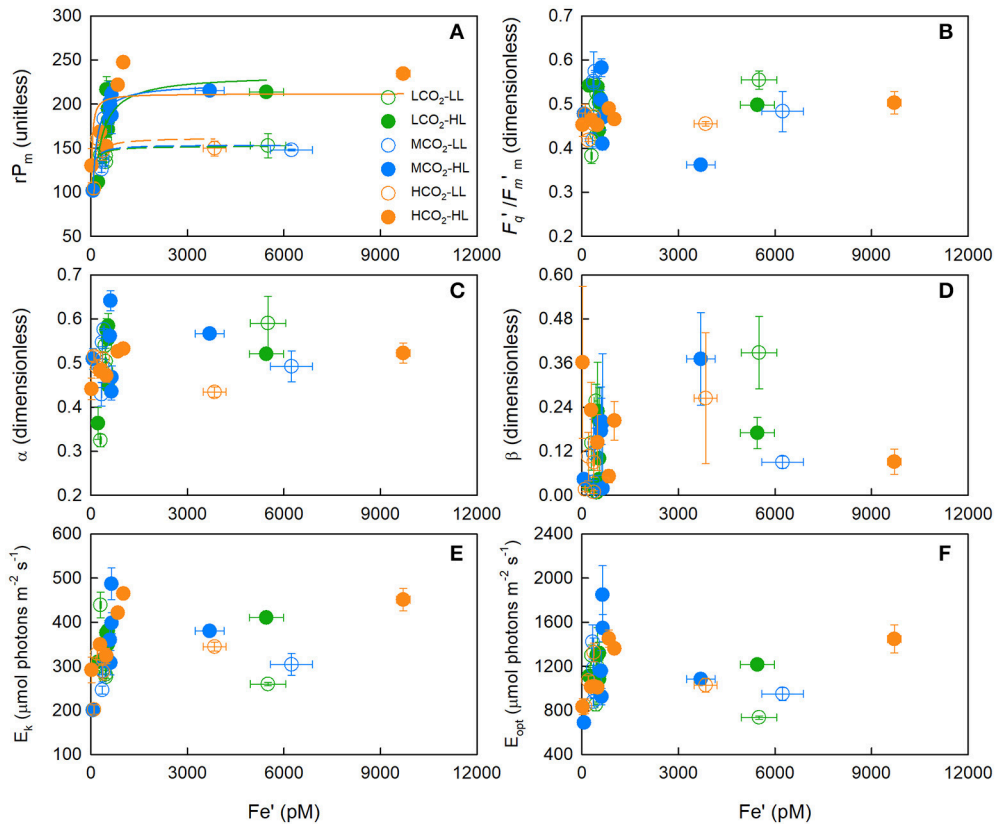 A
rPm (unitless)
300
250
200
150
100
50
0 3000 6000 9000 12000
LCO2-LL
LCO2-HL
MCO2-LL
MCO2-HL
HCO2-LL
HCO2-HL
B
Fq' /Fm' m (dimensionless)
0.7
0.6
0.5
0.4
0.3
0.2
0 3000 6000 9000 12000
C
α (dimensionless)
0.7
0.6
0.5
0.4
0.3
0.2
0 3000 6000 9000 12000
D
β (dimensionless)
0.60
0.48
0.36
0.24
0.12
0.00
0 3000 6000 9000 12000
E
Ek (μmol photons m-2 s-1)
600
500
400
300
200
100
0 3000 6000 9000 12000
Fe' (pM)
F
Eopt (μmol photons m-2 s-1)
2400
2000
1600
1200
800
400
0 3000 6000 9000 12000
Fe' (pM)